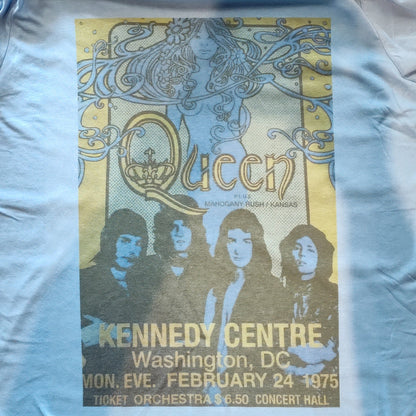 Queen
PLUS
MAHOGANY RUSH / KANSAS
KENNEDY CENTRE
Washington, DC
MON. EVE. FEBRUARY 24 1975
TICKET ORCHESTRA $ 6.50 CONCERT HALL